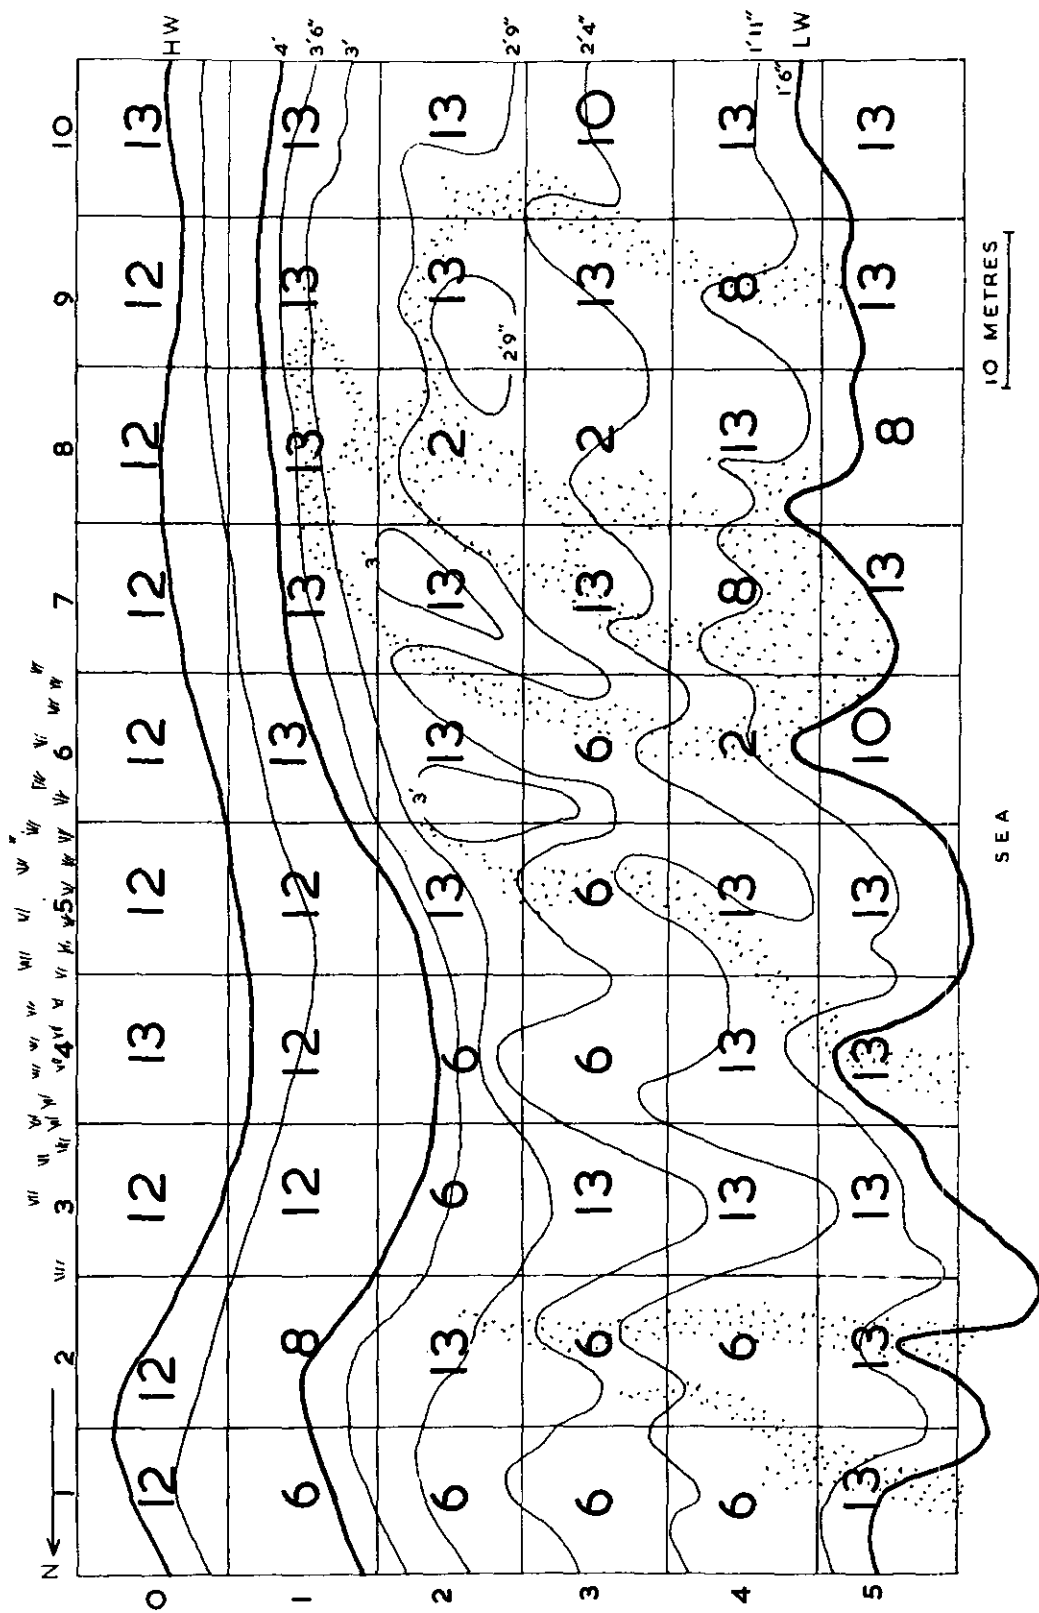 N 1 2 3 4 5 6 7 8 9 10
0 12 12 12 13 12 12 12 12 12 13 HW
1 6 8 12 12 12 13 13 13 13 13
4'
3'6"
3'
3'
3
2 6 13 6 6 13 13 13 2 13 13
2'9"
2'9"
3 6 6 13 6 6 6 13 2 13 10 2'4"
4 6 6 13 13 13 2 8 13 8 13 1'11"
1'6"
LW
5 13 13 13 13 13 10 13 8 13 13
SEA
10 METRES